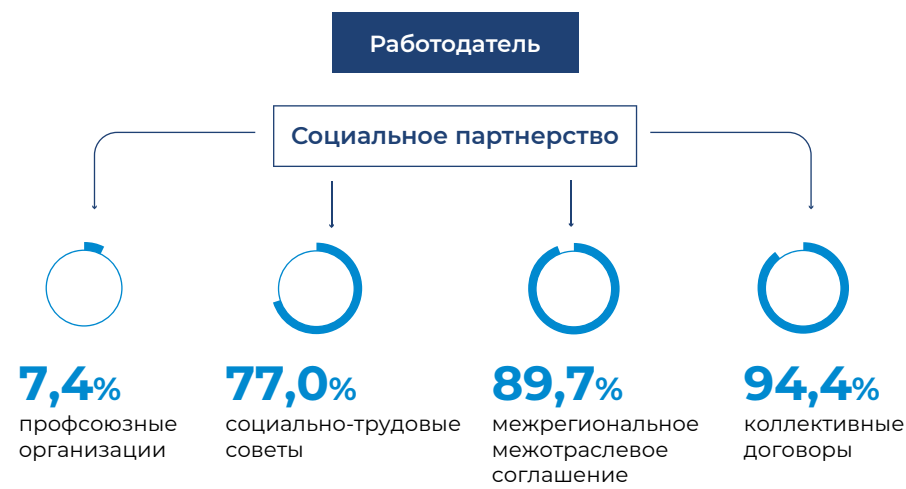 Работодатель
Социальное партнерство
7,4%
профсоюзные
организации
77,0%
социально-трудовые
советы
89,7%
межрегиональное
межотраслевое
соглашение
94,4%
коллективные
договоры